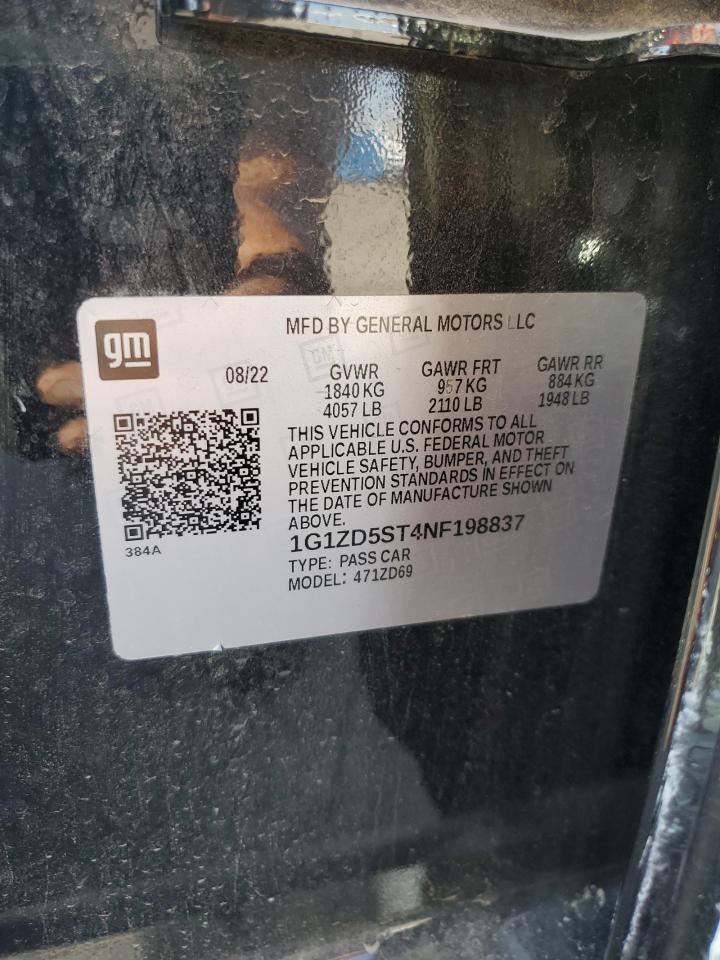 gm
MFD BY GENERAL MOTORS LLC
08/22
GVWR
1840 KG
4057 LB
GAWR FRT
957 KG
2110 LB
GAWR RR
884 KG
1948 LB
THIS VEHICLE CONFORMS TO ALL
APPLICABLE U.S. FEDERAL MOTOR
VEHICLE SAFETY, BUMPER, AND THEFT
PREVENTION STANDARDS IN EFFECT ON
THE DATE OF MANUFACTURE SHOWN
ABOVE.
384A
1G1ZD5ST4NF198837
TYPE: PASS CAR
MODEL: 471ZD69